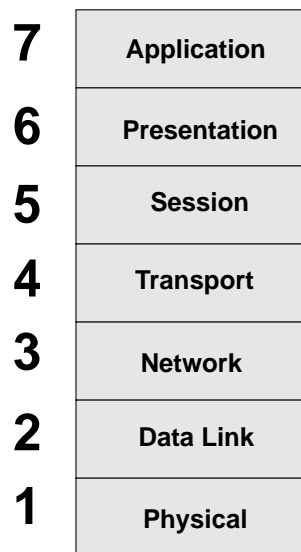 7 Application
6 Presentation
5 Session
4 Transport
3 Network
2 Data Link
1 Physical